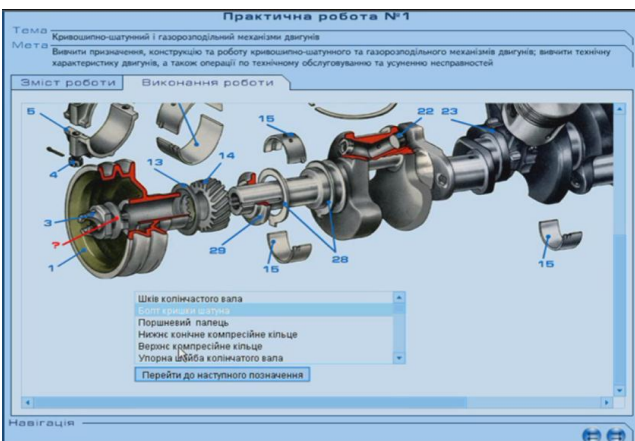 Практична робота №1
Тема
Кривошипно-шатунний і газорозподільний механізми двигунів
Мета
Вивчити призначення, конструкцію та роботу кривошипно-шатунного та газорозподільного механізмів двигунів; вивчити технічну
характеристику двигунів, а також операції по технічному обслуговуванню та усуненню несправностей
Зміст роботи
Виконання роботи
5
4
3
?
1
13
14
15
22
23
29
15
28
15
Шків колінчастого вала
Болт кришки шатуна
Поршневий палець
Нижнє конічне компресійне кільце
Верхнє компресійне кільце
Упорна шайба колінчатого вала
Перейти до наступного позначення
Навігація